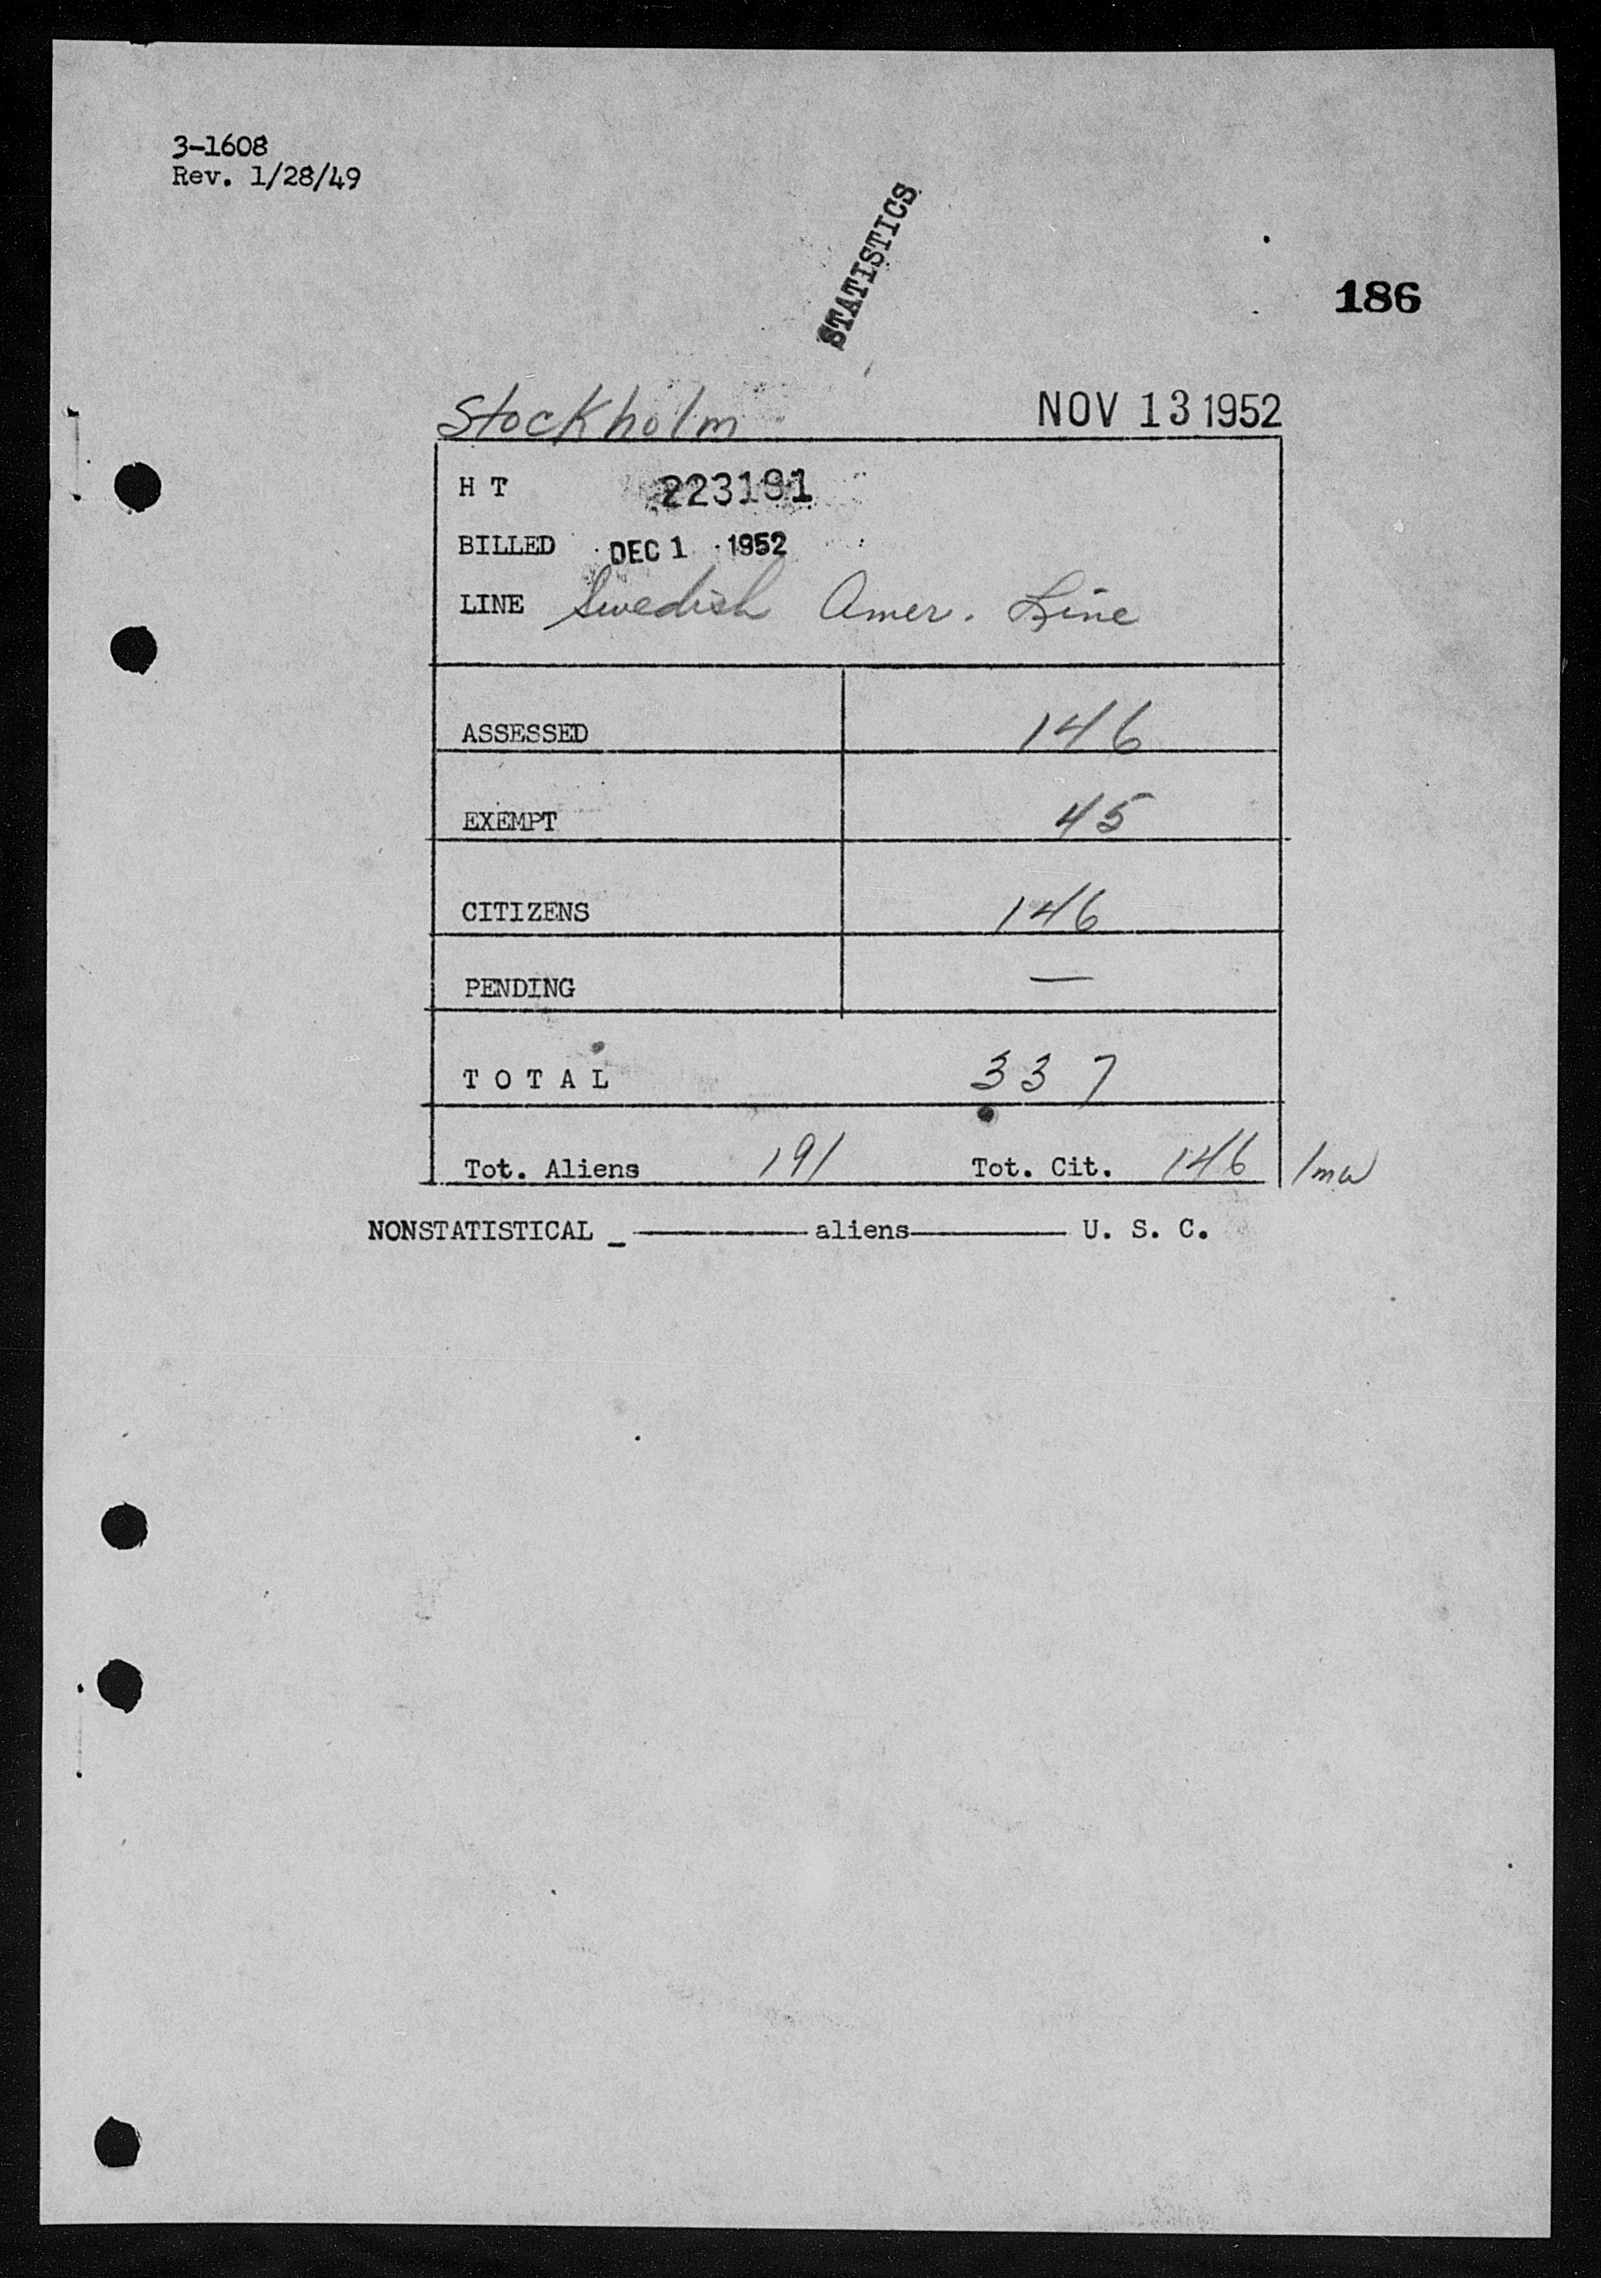 3-1608
Rev. 1/28/49
STATISTICS
186
Stockholm NOV 13 1952
H T 223181
BILLED DEC 1 1952
LINE Swedish Amer. Line
ASSESSED 146
EXEMPT 45
CITIZENS 146
PENDING —
TOTAL 337
Tot. Aliens 191 Tot. Cit. 146 1mw
NONSTATISTICAL _ ———— aliens ———— U. S. C.